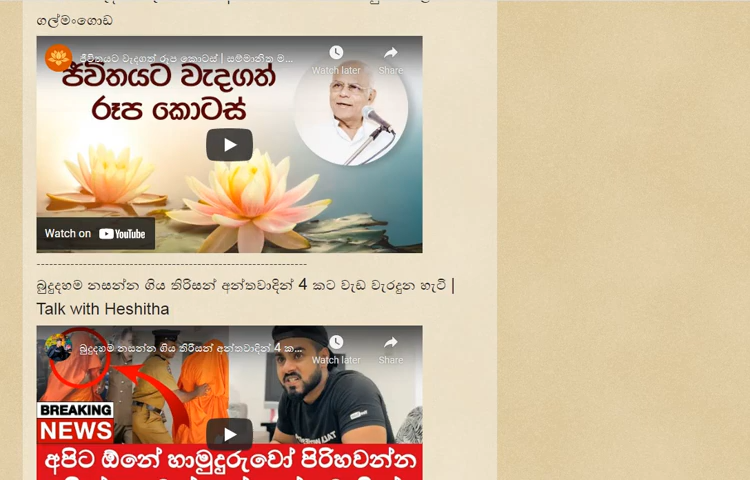 ගල්මංගොඩ
ජීවිතයට වැදගත් රූප කොටස් | සම්මානික ම...
Watch later
Share
ජීවිතයට වැදගත්
රූප කොටස්
Watch on YouTube
බුදුදහම නසන්න ගිය කිරිසන් අන්තවාදීන් 4 කට වැඩ වැරදුන හැටි |
Talk with Heshitha
බුදුදහම නසන්න ගිය කිරිසන් අන්තවාදීන් 4 ක...
Watch later
Share
BREAKING
NEWS
අපිට ඕනේ හාමුදුරුවෝ පිරිහවන්න